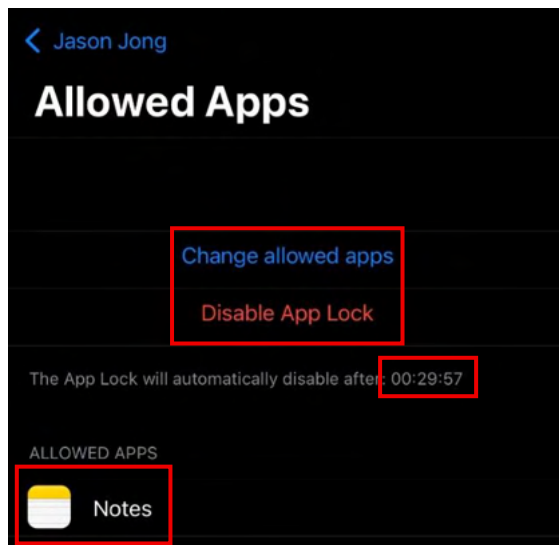 Jason Jong
Allowed Apps
Change allowed apps
Disable App Lock
The App Lock will automatically disable after: 00:29:57
ALLOWED APPS
Notes